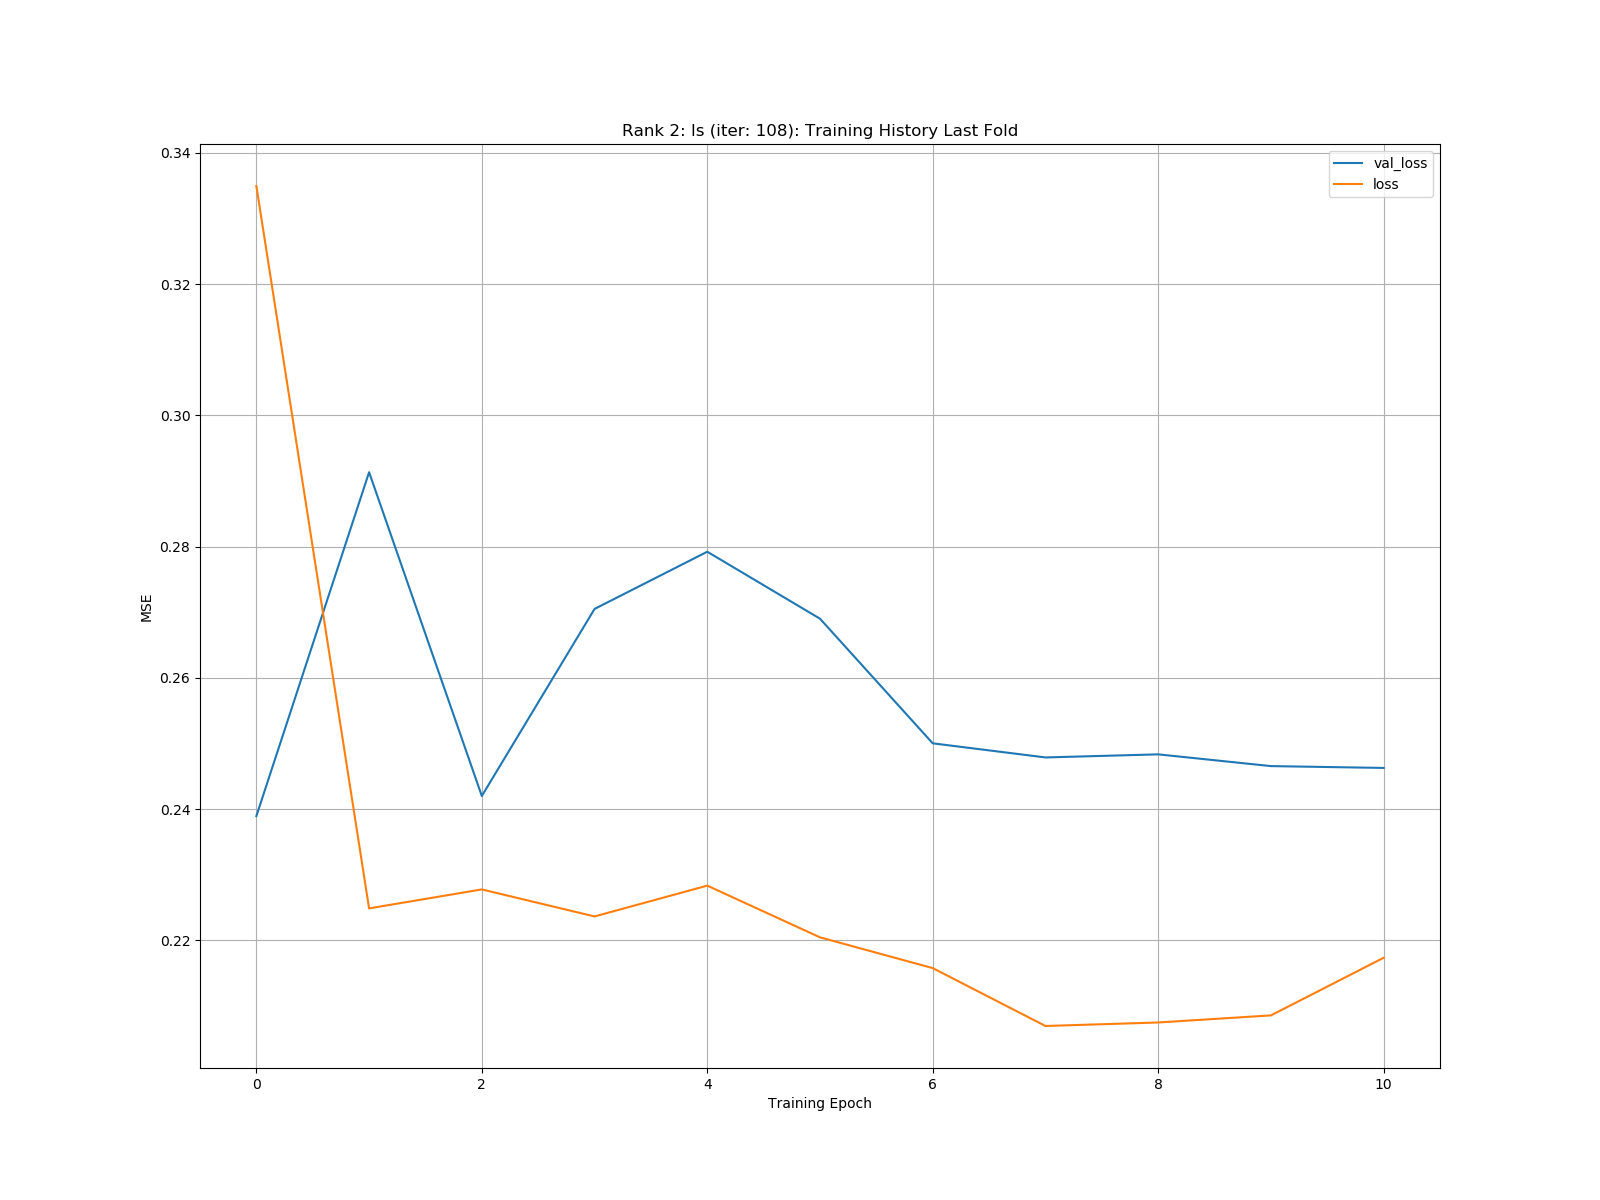 Rank 2: ls (iter: 108): Training History Last Fold
val_loss
loss
0.34
0.32
0.30
0.28
0.26
0.24
0.22
MSE
0 2 4 6 8 10
Training Epoch